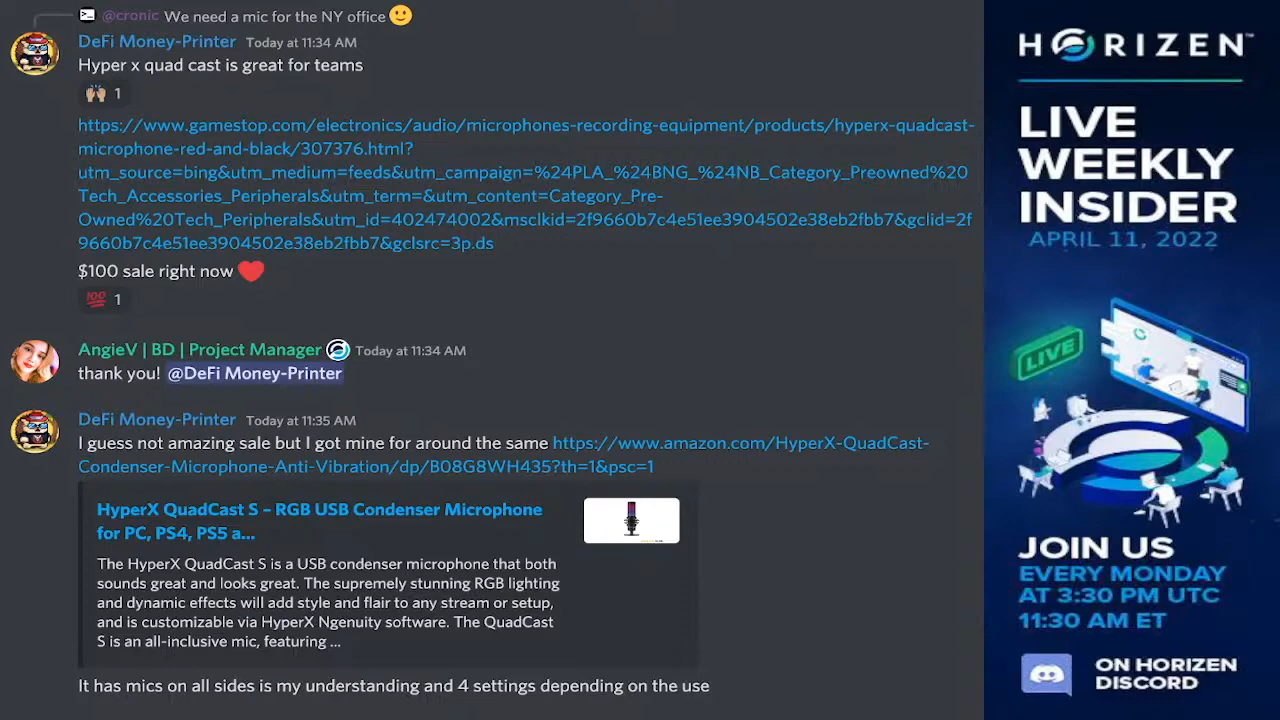 @cronic We need a mic for the NY office
DeFi Money-Printer Today at 11:34 AM
Hyper x quad cast is great for teams
1
https://www.gamestop.com/electronics/audio/microphones-recording-equipment/products/hyperx-quadcast-
microphone-red-and-black/307376.html?
utm_source=bing&utm_medium=feeds&utm_campaign=%24PLA_%24BNG_%24NB_Category_Preowned%20
Tech_Accessories_Peripherals&utm_term=&utm_content=Category_Pre-
Owned%20Tech_Peripherals&utm_id=402474002&msclkid=2f9660b7c4e51ee3904502e38eb2fbb7&gclid=2f
9660b7c4e51ee3904502e38eb2fbb7&gclsrc=3p.ds
$100 sale right now
100 1
AngieV | BD | Project Manager Today at 11:34 AM
thank you! @DeFi Money-Printer
DeFi Money-Printer Today at 11:35 AM
I guess not amazing sale but I got mine for around the same https://www.amazon.com/HyperX-QuadCast-
Condenser-Microphone-Anti-Vibration/dp/B08G8WH435?th=1&psc=1
HyperX QuadCast S – RGB USB Condenser Microphone
for PC, PS4, PS5 a...
The HyperX QuadCast S is a USB condenser microphone that both
sounds great and looks great. The supremely stunning RGB lighting
and dynamic effects will add style and flair to any stream or setup,
and is customizable via HyperX Ngenuity software. The QuadCast
S is an all-inclusive mic, featuring ...
It has mics on all sides is my understanding and 4 settings depending on the use
HORIZEN™
LIVE
WEEKLY
INSIDER
APRIL 11, 2022
LIVE
JOIN US
EVERY MONDAY
AT 3:30 PM UTC
11:30 AM ET
ON HORIZEN
DISCORD